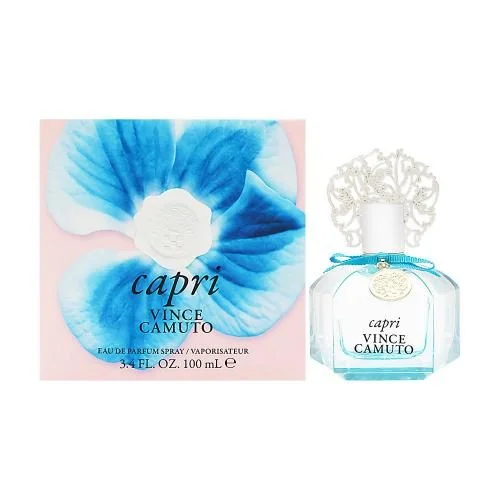 capri
VINCE
CAMUTO
EAU DE PARFUM SPRAY / VAPORISATEUR
3.4 FL. OZ. 100 mL ℮
capri
VINCE
CAMUTO